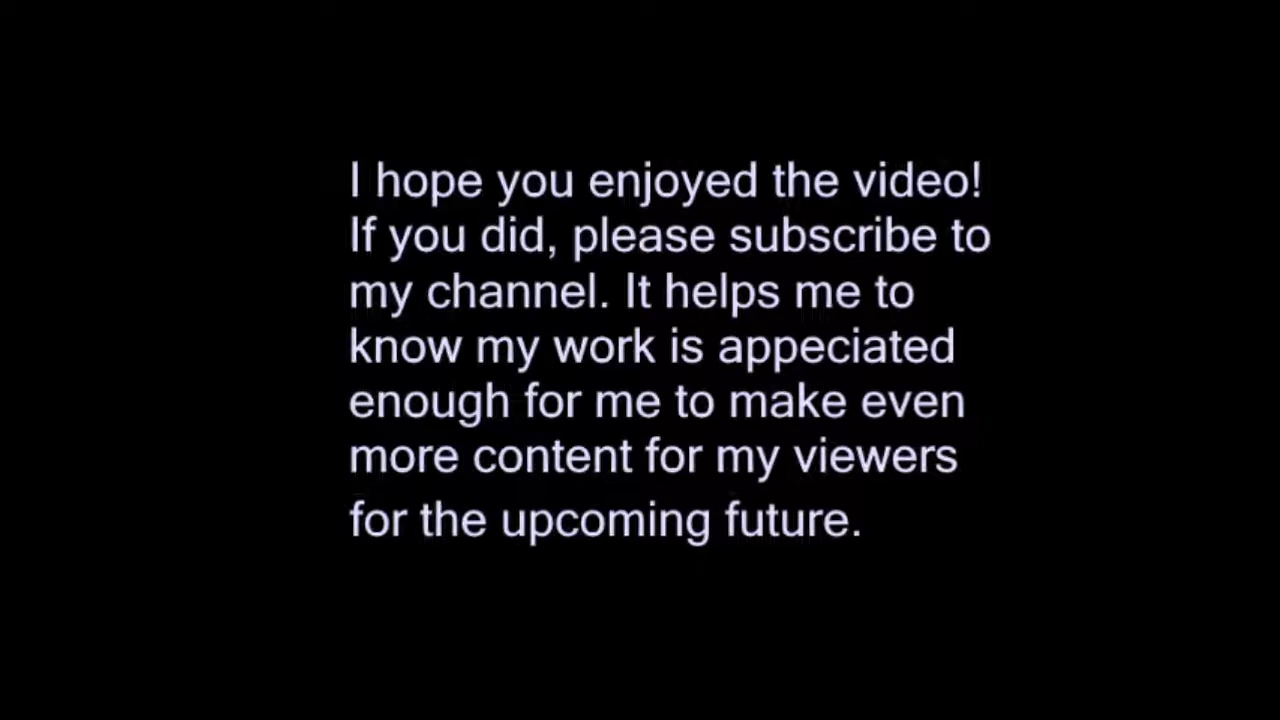 I hope you enjoyed the video!
If you did, please subscribe to
my channel. It helps me to
know my work is appeciated
enough for me to make even
more content for my viewers
for the upcoming future.